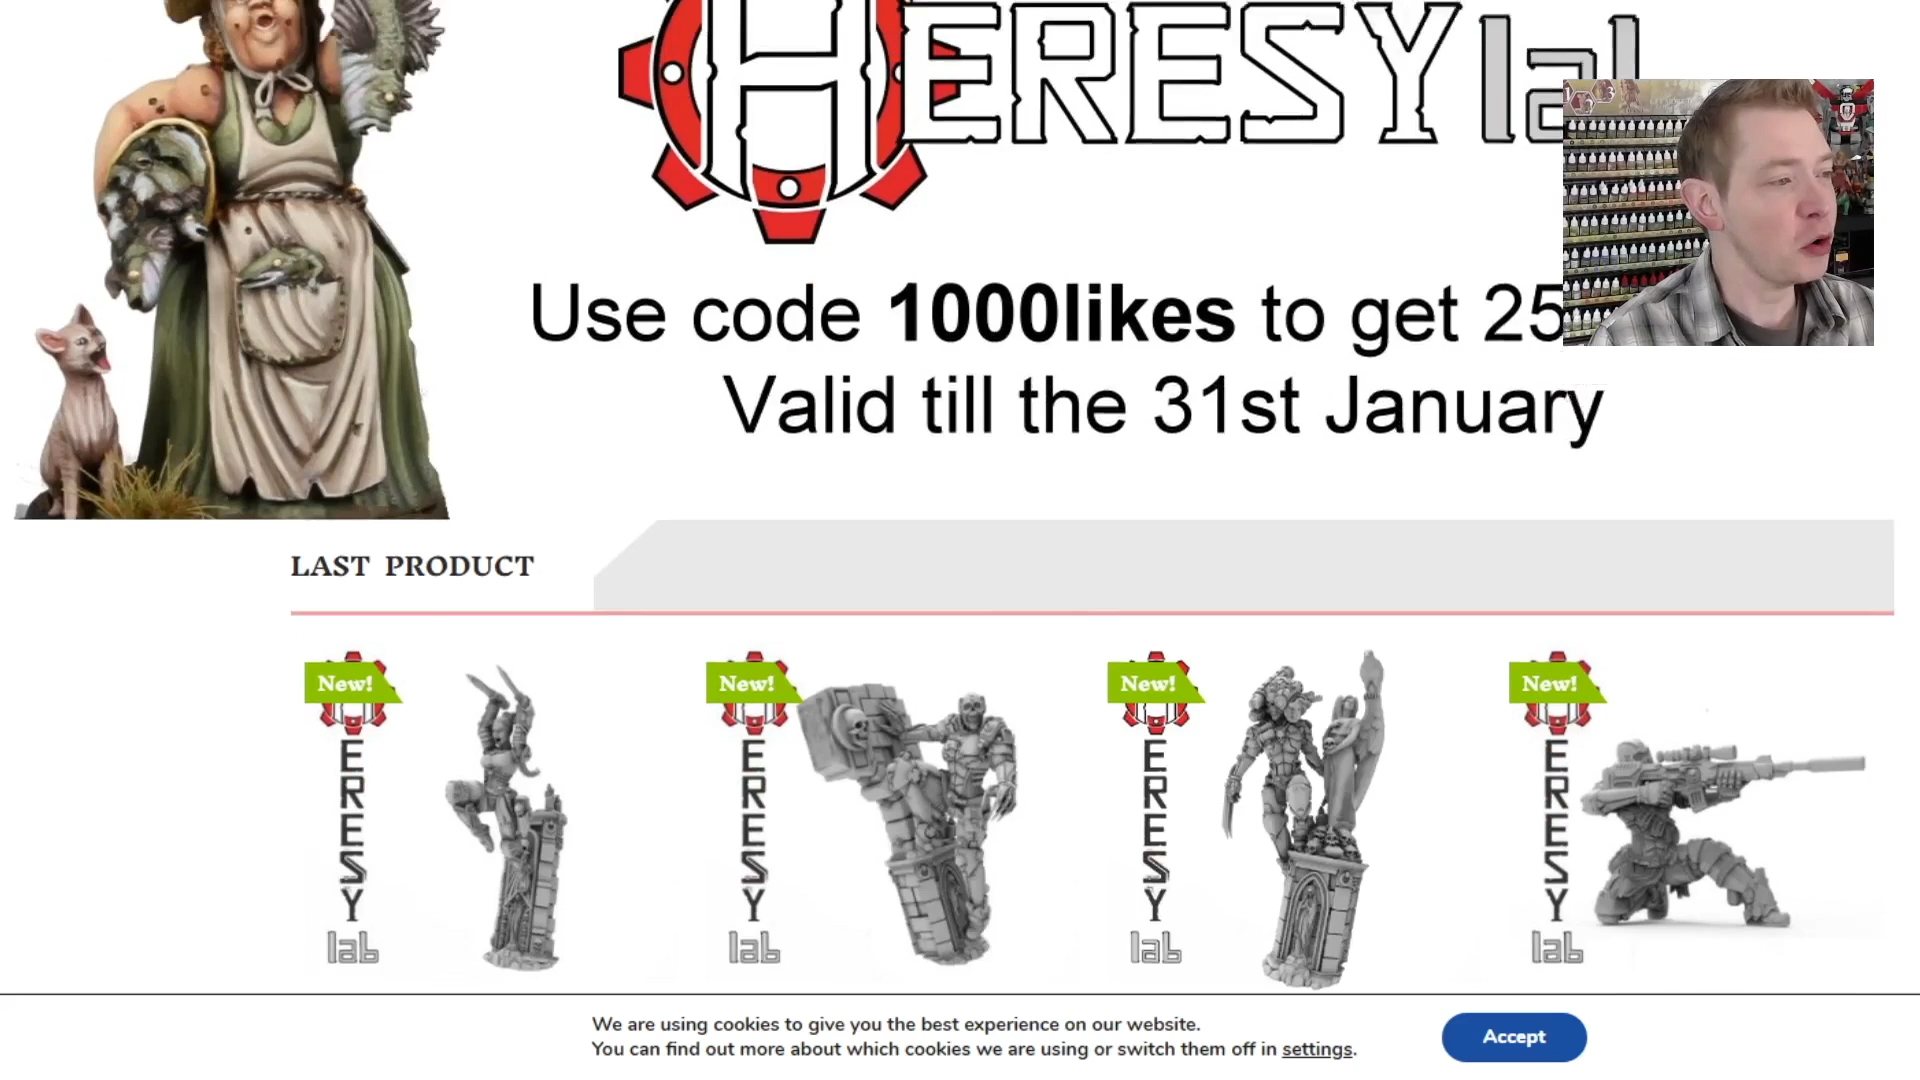 HERESY lab
Use code 1000likes to get 25
Valid till the 31st January
LAST PRODUCT
New!
HERESY
lab
New!
HERESY
lab
New!
HERESY
lab
New!
HERESY
lab
We are using cookies to give you the best experience on our website.
You can find out more about which cookies we are using or switch them off in settings.
Accept